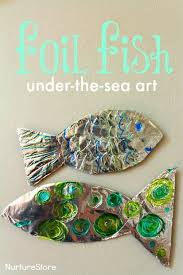 foil fish
under-the-sea art
NurtureStore